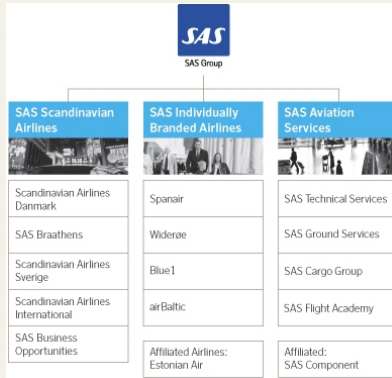 SAS
SAS Group
SAS Scandinavian
Airlines
Scandinavian Airlines
Danmark
SAS Braathens
Scandinavian Airlines
Sverige
Scandinavian Airlines
International
SAS Business
Opportunities
SAS Individually
Branded Airlines
Spanair
Widerøe
Blue1
airBaltic
Affiliated Airlines:
Estonian Air
SAS Aviation
Services
SAS Technical Services
SAS Ground Services
SAS Cargo Group
SAS Flight Academy
Affiliated:
SAS Component